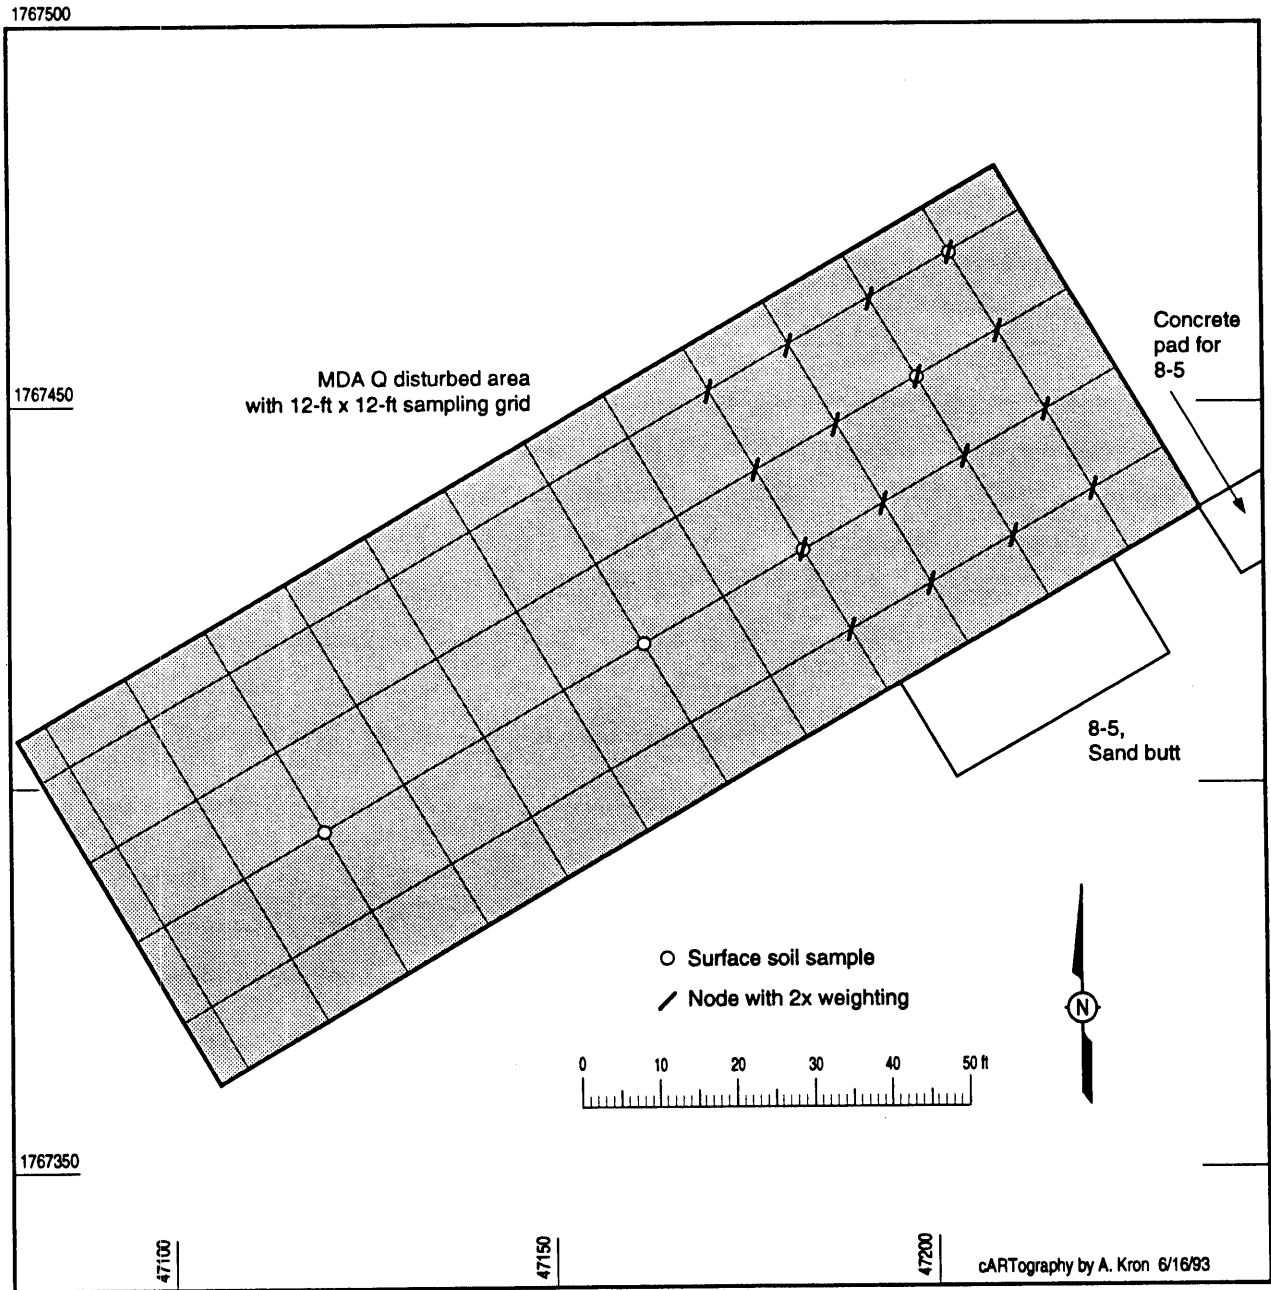 1767500
Concrete
pad for
8-5
MDA Q disturbed area
with 12-ft x 12-ft sampling grid
1767450
8-5,
Sand butt
Surface soil sample
Node with 2x weighting
N
0 10 20 30 40 50 ft
1767350
47100
47150
47200
cARTography by A. Kron 6/16/93